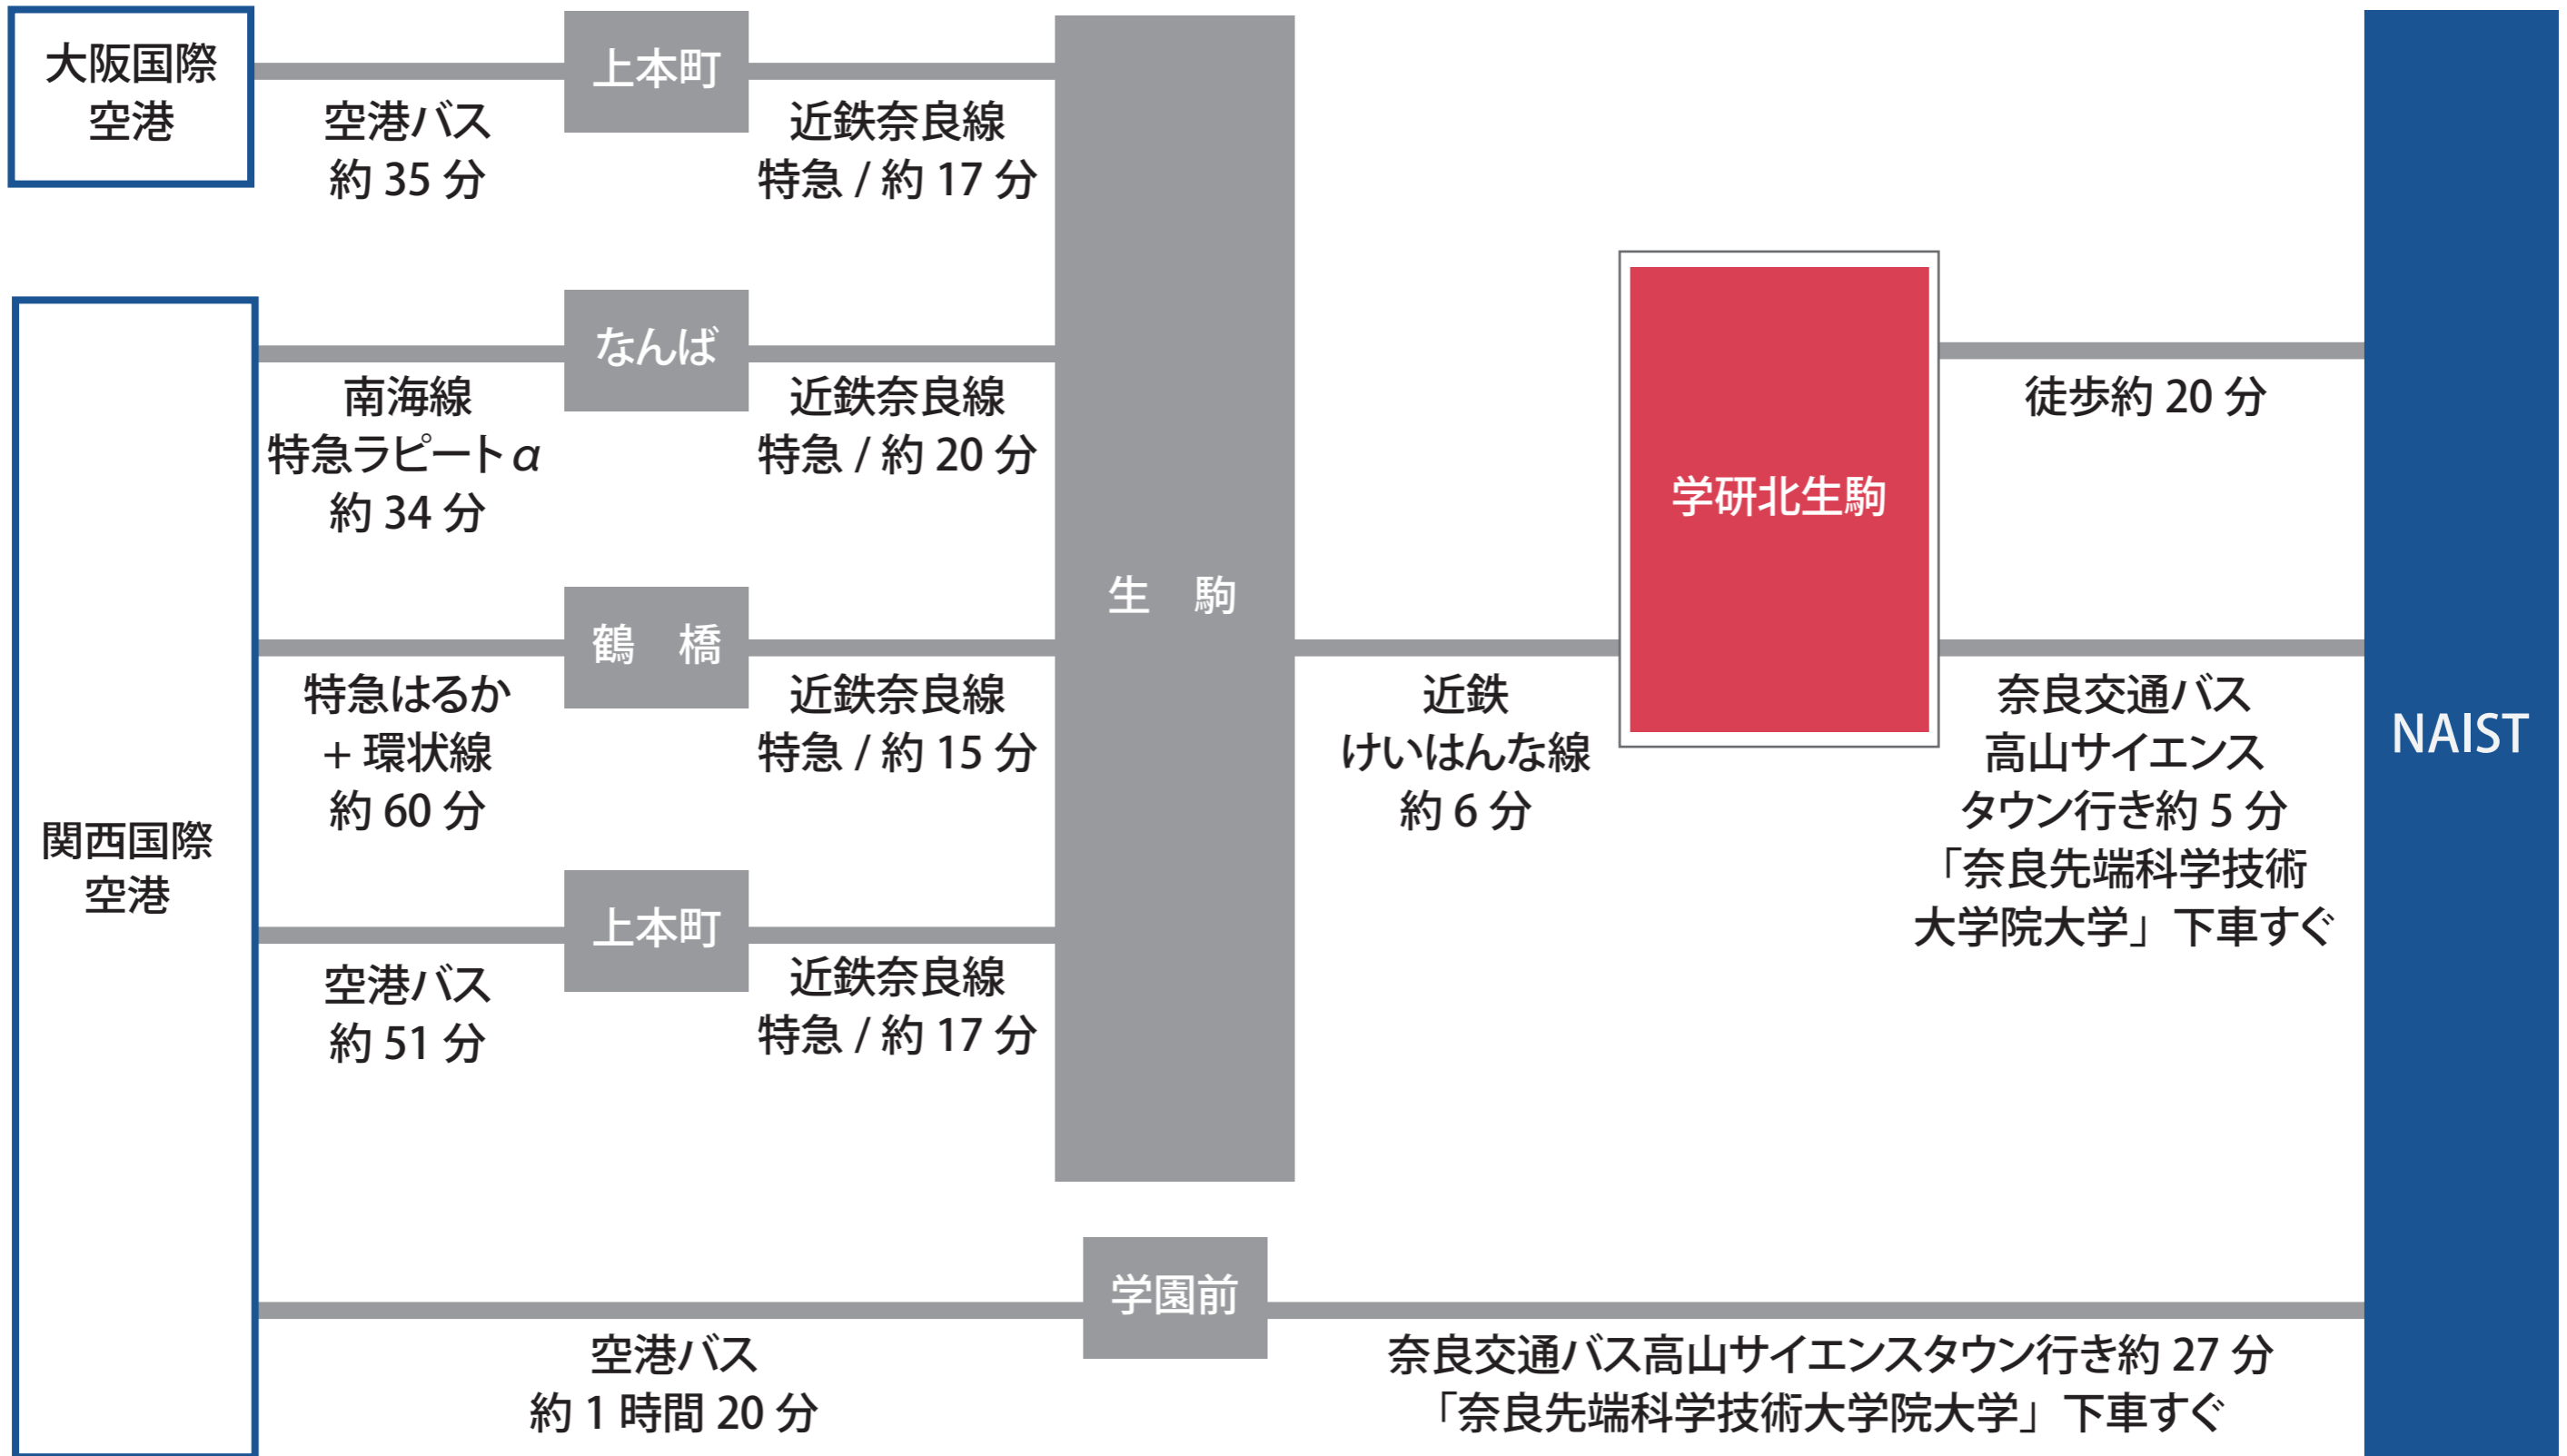 大阪国際
空港
空港バス
約 35 分
上本町
近鉄奈良線
特急 / 約 17 分
関西国際
空港
南海線
特急ラピートα
約 34 分
なんば
近鉄奈良線
特急 / 約 20 分
特急はるか
+ 環状線
約 60 分
鶴　橋
近鉄奈良線
特急 / 約 15 分
空港バス
約 51 分
上本町
近鉄奈良線
特急 / 約 17 分
生　駒
近鉄
けいはんな線
約 6 分
学研北生駒
徒歩約 20 分
奈良交通バス
高山サイエンス
タウン行き約 5 分
「奈良先端科学技術
大学院大学」下車すぐ
空港バス
約 1 時間 20 分
学園前
奈良交通バス高山サイエンスタウン行き約 27 分
「奈良先端科学技術大学院大学」下車すぐ
NAIST